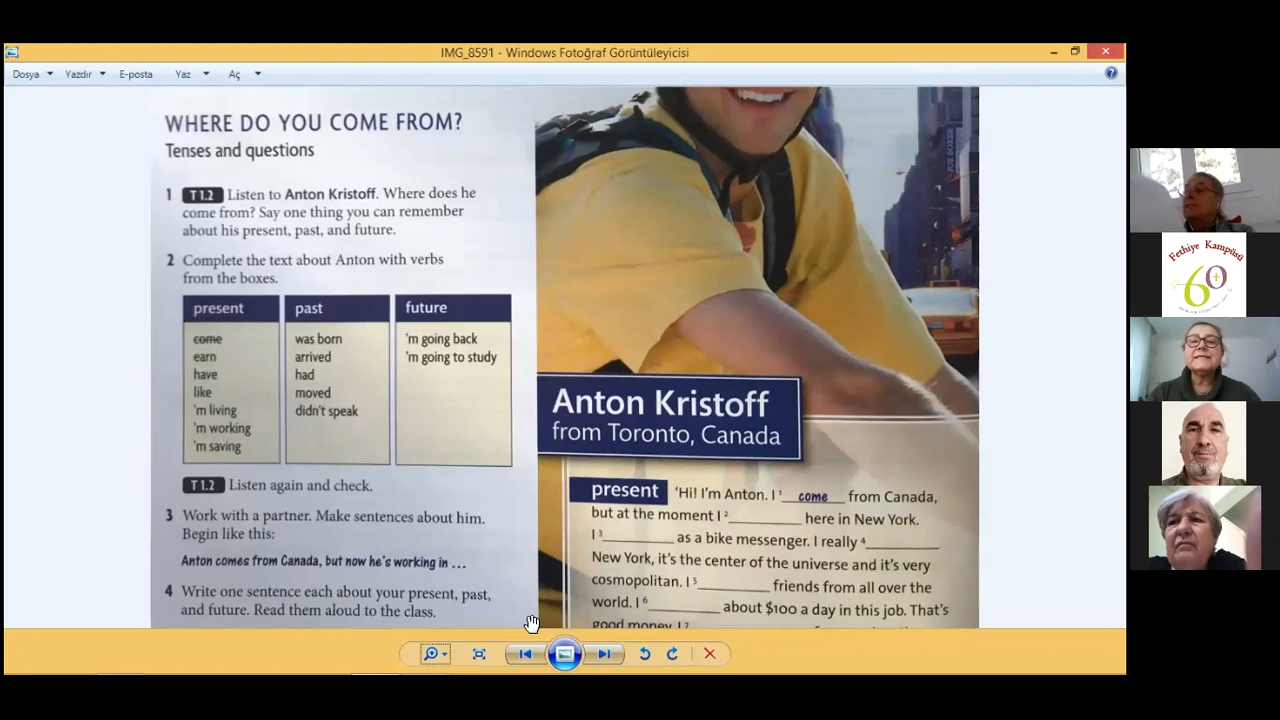 IMG_8591 - Windows Fotoğraf Görüntüleyicisi
Dosya Yazdır E-posta Yaz Aç
WHERE DO YOU COME FROM?
Tenses and questions
1 T 1.2 Listen to Anton Kristoff. Where does he
come from? Say one thing you can remember
about his present, past, and future.
2 Complete the text about Anton with verbs
from the boxes.
present past future
come was born 'm going back
earn arrived 'm going to study
have had
like moved
'm living didn't speak
'm working
'm saving
T 1.2 Listen again and check.
3 Work with a partner. Make sentences about him.
Begin like this:
Anton comes from Canada, but now he's working in ...
4 Write one sentence each about your present, past,
and future. Read them aloud to the class.
Anton Kristoff
from Toronto, Canada
present 'Hi! I'm Anton. I 1 come from Canada,
but at the moment I 2 ________ here in New York.
I 3 ________ as a bike messenger. I really 4 ________
New York, it's the center of the universe and it's very
cosmopolitan. I 5 ________ friends from all over the
world. I 6 ________ about $100 a day in this job. That's
good money. I 7
Fethiye Kampüsü
60+